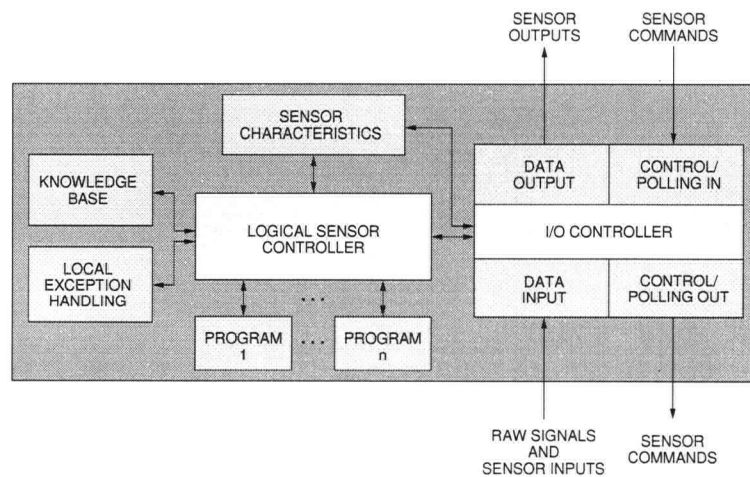 SENSOR
OUTPUTS
SENSOR
COMMANDS
SENSOR
CHARACTERISTICS
KNOWLEDGE
BASE
LOCAL
EXCEPTION
HANDLING
LOGICAL SENSOR
CONTROLLER
...
PROGRAM
1
...
PROGRAM
n
DATA
OUTPUT
CONTROL/
POLLING IN
I/O CONTROLLER
DATA
INPUT
CONTROL/
POLLING OUT
RAW SIGNALS
AND
SENSOR INPUTS
SENSOR
COMMANDS